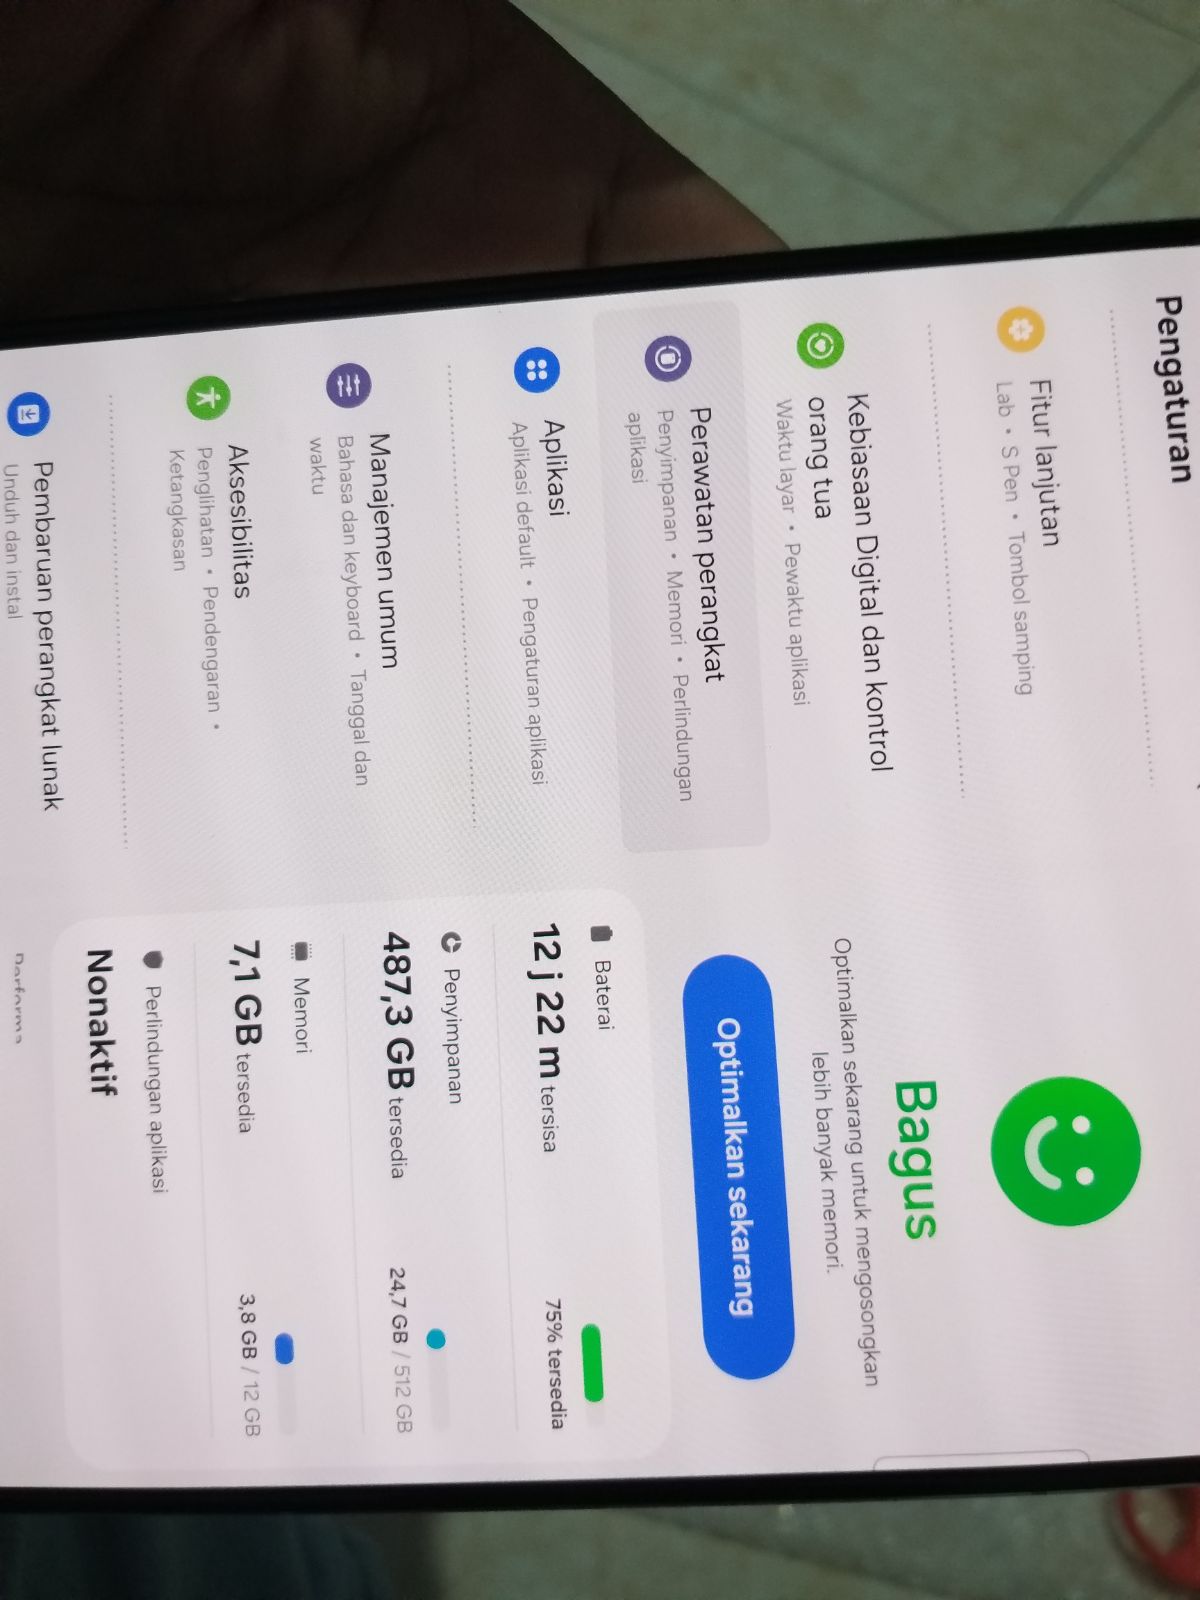 Pengaturan
Fitur lanjutan
Lab • S Pen • Tombol samping
Kebiasaan Digital dan kontrol
orang tua
Waktu layar • Pewaktu aplikasi
Perawatan perangkat
Penyimpanan • Memori • Perlindungan
aplikasi
Aplikasi
Aplikasi default • Pengaturan aplikasi
Manajemen umum
Bahasa dan keyboard • Tanggal dan
waktu
Aksesibilitas
Penglihatan • Pendengaran •
Ketangkasan
Pembaruan perangkat lunak
Unduh dan instal
Bagus
Optimalkan sekarang untuk mengosongkan
lebih banyak memori.
Optimalkan sekarang
Baterai
12 j 22 m tersisa
75% tersedia
Penyimpanan
487,3 GB tersedia
24,7 GB / 512 GB
Memori
7,1 GB tersedia
3,8 GB / 12 GB
Perlindungan aplikasi
Nonaktif